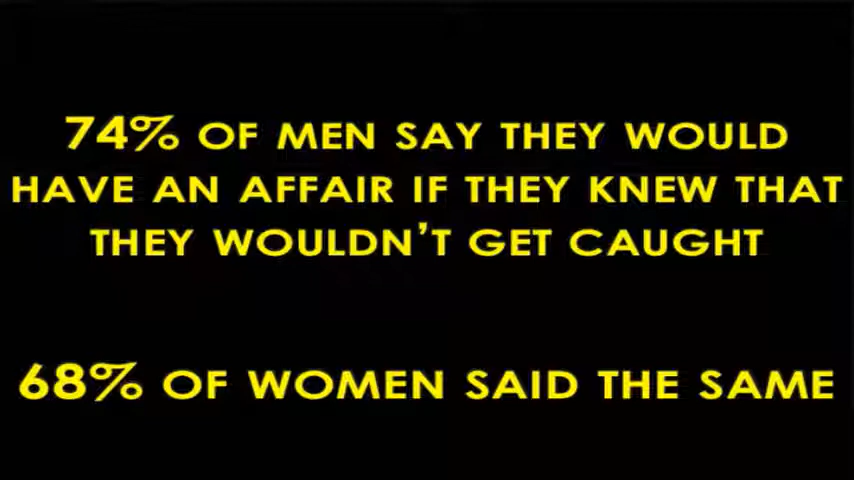 74% OF MEN SAY THEY WOULD
HAVE AN AFFAIR IF THEY KNEW THAT
THEY WOULDN'T GET CAUGHT
68% OF WOMEN SAID THE SAME